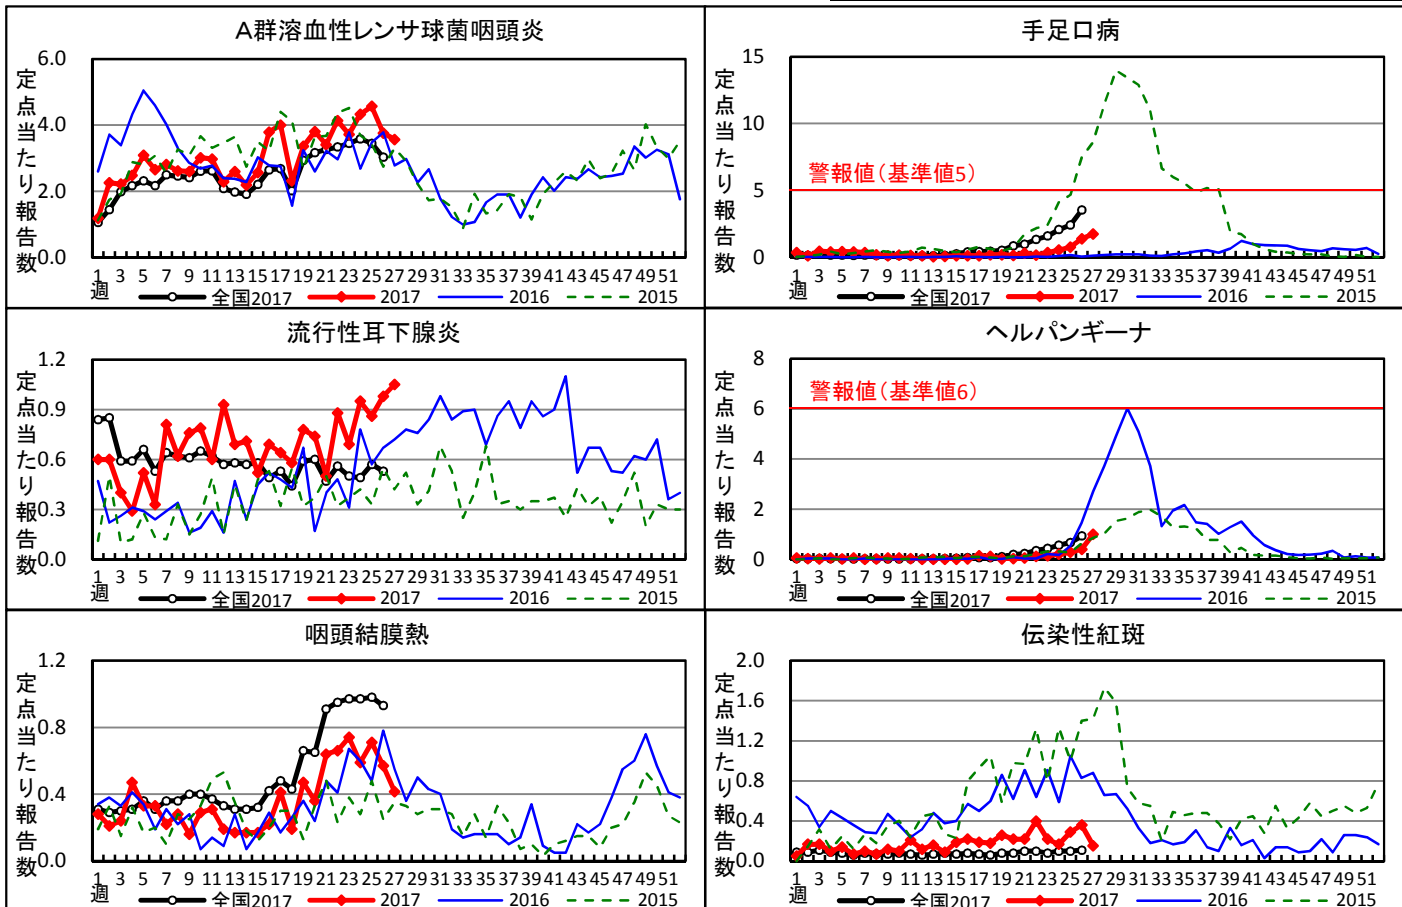 A群溶血性レンサ球菌咽頭炎
定点当たり報告数
6.0
4.0
2.0
0.0
1 3 5 7 9 11 13 15 17 19 21 23 25 27 29 31 33 35 37 39 41 43 45 47 49 51
週
全国2017 2017 2016 2015
手足口病
定点当たり報告数
15
10
5
0
警報値（基準値5）
1 3 5 7 9 11 13 15 17 19 21 23 25 27 29 31 33 35 37 39 41 43 45 47 49 51
週
全国2017 2017 2016 2015
流行性耳下腺炎
定点当たり報告数
1.2
0.9
0.6
0.3
0.0
1 3 5 7 9 11 13 15 17 19 21 23 25 27 29 31 33 35 37 39 41 43 45 47 49 51
週
全国2017 2017 2016 2015
ヘルパンギーナ
定点当たり報告数
8
6
4
2
0
警報値（基準値6）
1 3 5 7 9 11 13 15 17 19 21 23 25 27 29 31 33 35 37 39 41 43 45 47 49 51
週
全国2017 2017 2016 2015
咽頭結膜熱
定点当たり報告数
1.2
0.8
0.4
0.0
1 3 5 7 9 11 13 15 17 19 21 23 25 27 29 31 33 35 37 39 41 43 45 47 49 51
週
全国2017 2017 2016 2015
伝染性紅斑
定点当たり報告数
2.0
1.6
1.2
0.8
0.4
0.0
1 3 5 7 9 11 13 15 17 19 21 23 25 27 29 31 33 35 37 39 41 43 45 47 49 51
週
全国2017 2017 2016 2015